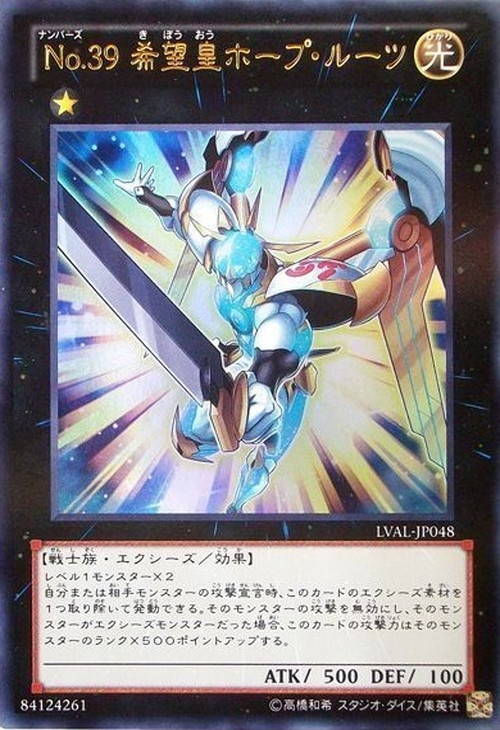 ナンバーズ きぼうおう
No.39 希望皇ホープ・ルーツ
ひかり
光
39
LVAL-JP048
【戦士族・エクシーズ/効果】
レベル1モンスター×2
自分または相手モンスターの攻撃宣言時、このカードのエクシーズ素材を
1つ取り除いて発動できる。そのモンスターの攻撃を無効にし、そのモン
スターがエクシーズモンスターだった場合、このカードの攻撃力はそのモン
スターのランク×500ポイントアップする。
ATK/ 500 DEF/ 100
84124261
©高橋和希 スタジオ・ダイス/集英社